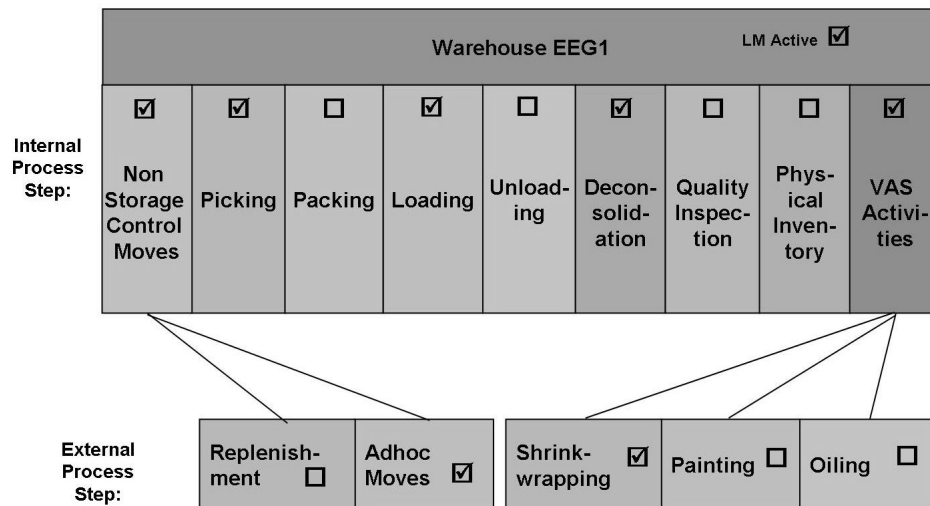 Warehouse EEG1
LM Active
Internal
Process
Step:
Non
Storage
Control
Moves
Picking
Packing
Loading
Unload-
ing
Decon-
solid-
ation
Quality
Inspec-
tion
Phys-
ical
Inven-
tory
VAS
Activi-
ties
External
Process
Step:
Replenish-
ment
Adhoc
Moves
Shrink-
wrapping
Painting
Oiling